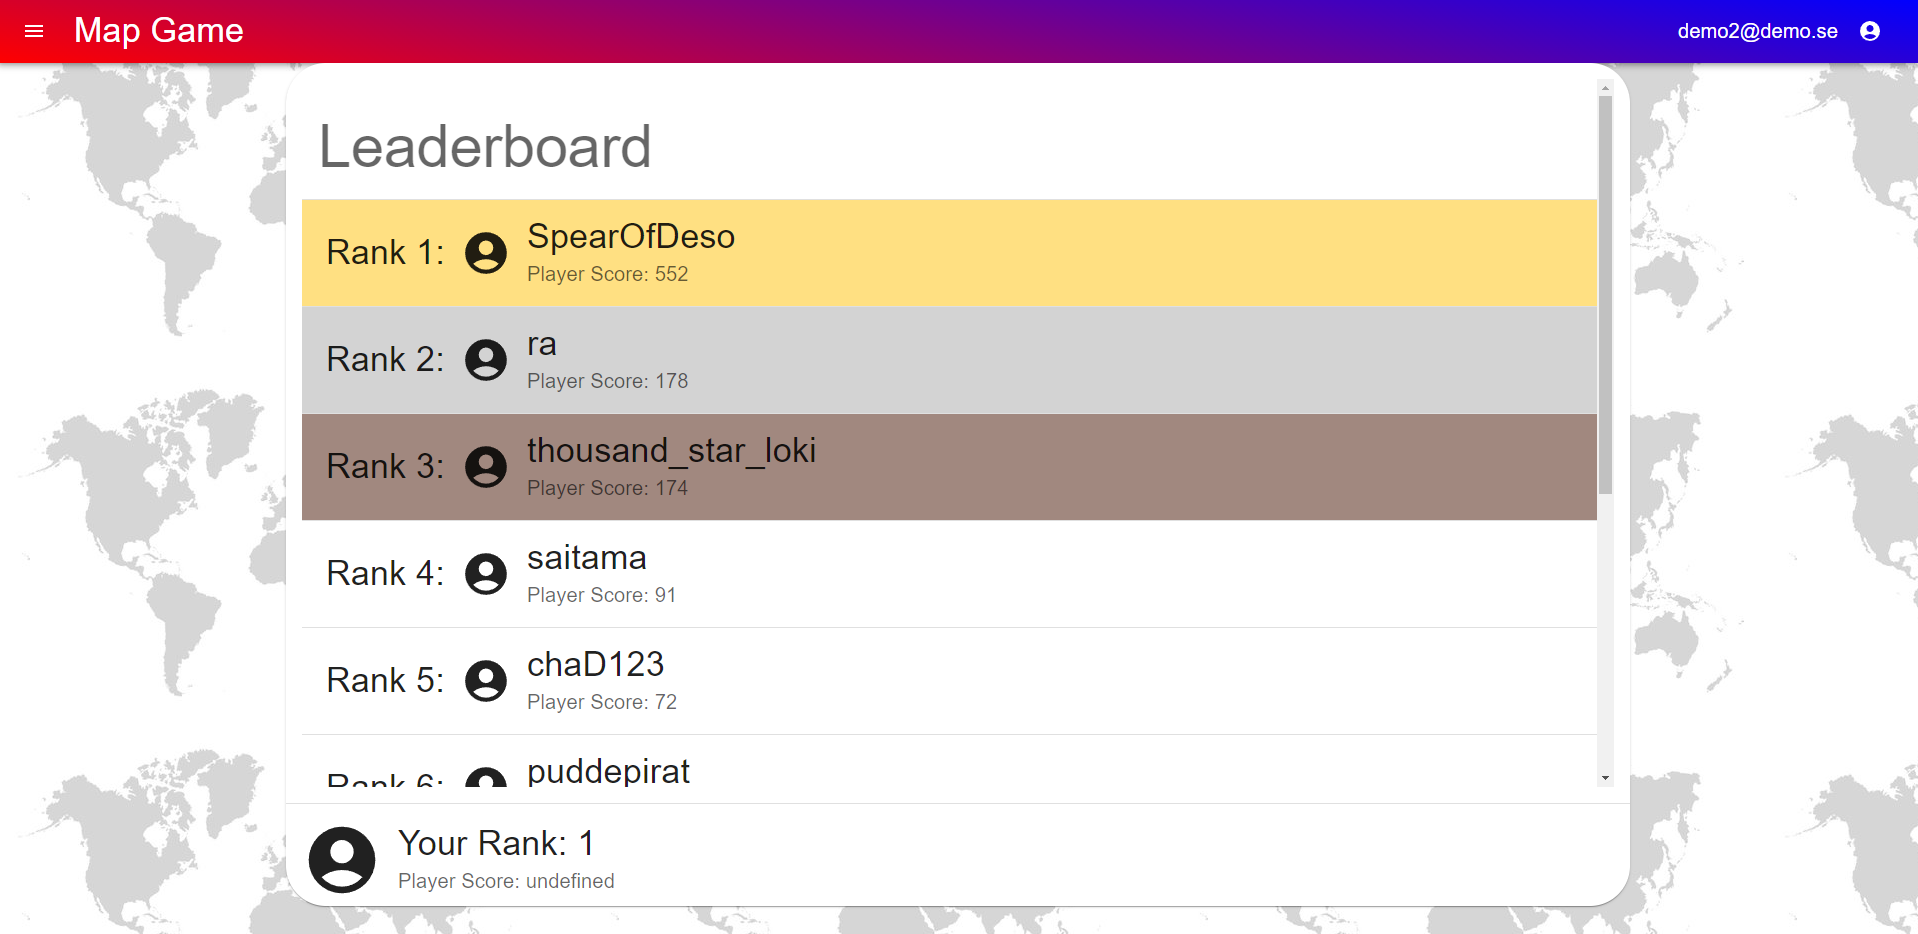 Map Game
demo2@demo.se
Leaderboard
Rank 1:
SpearOfDeso
Player Score: 552
Rank 2:
ra
Player Score: 178
Rank 3:
thousand_star_loki
Player Score: 174
Rank 4:
saitama
Player Score: 91
Rank 5:
chaD123
Player Score: 72
Rank 6:
puddepirat
Your Rank: 1
Player Score: undefined